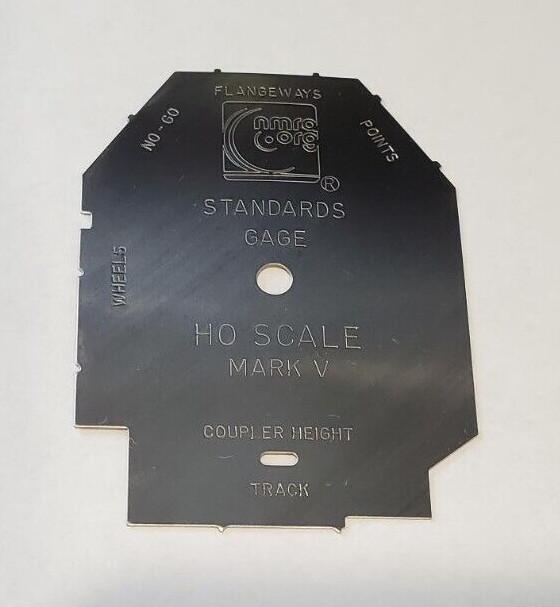 FLANGEWAYS
NO-GO
POINTS
nmra
.org
®
STANDARDS
GAGE
WHEELS
HO SCALE
MARK V
COUPLER HEIGHT
TRACK